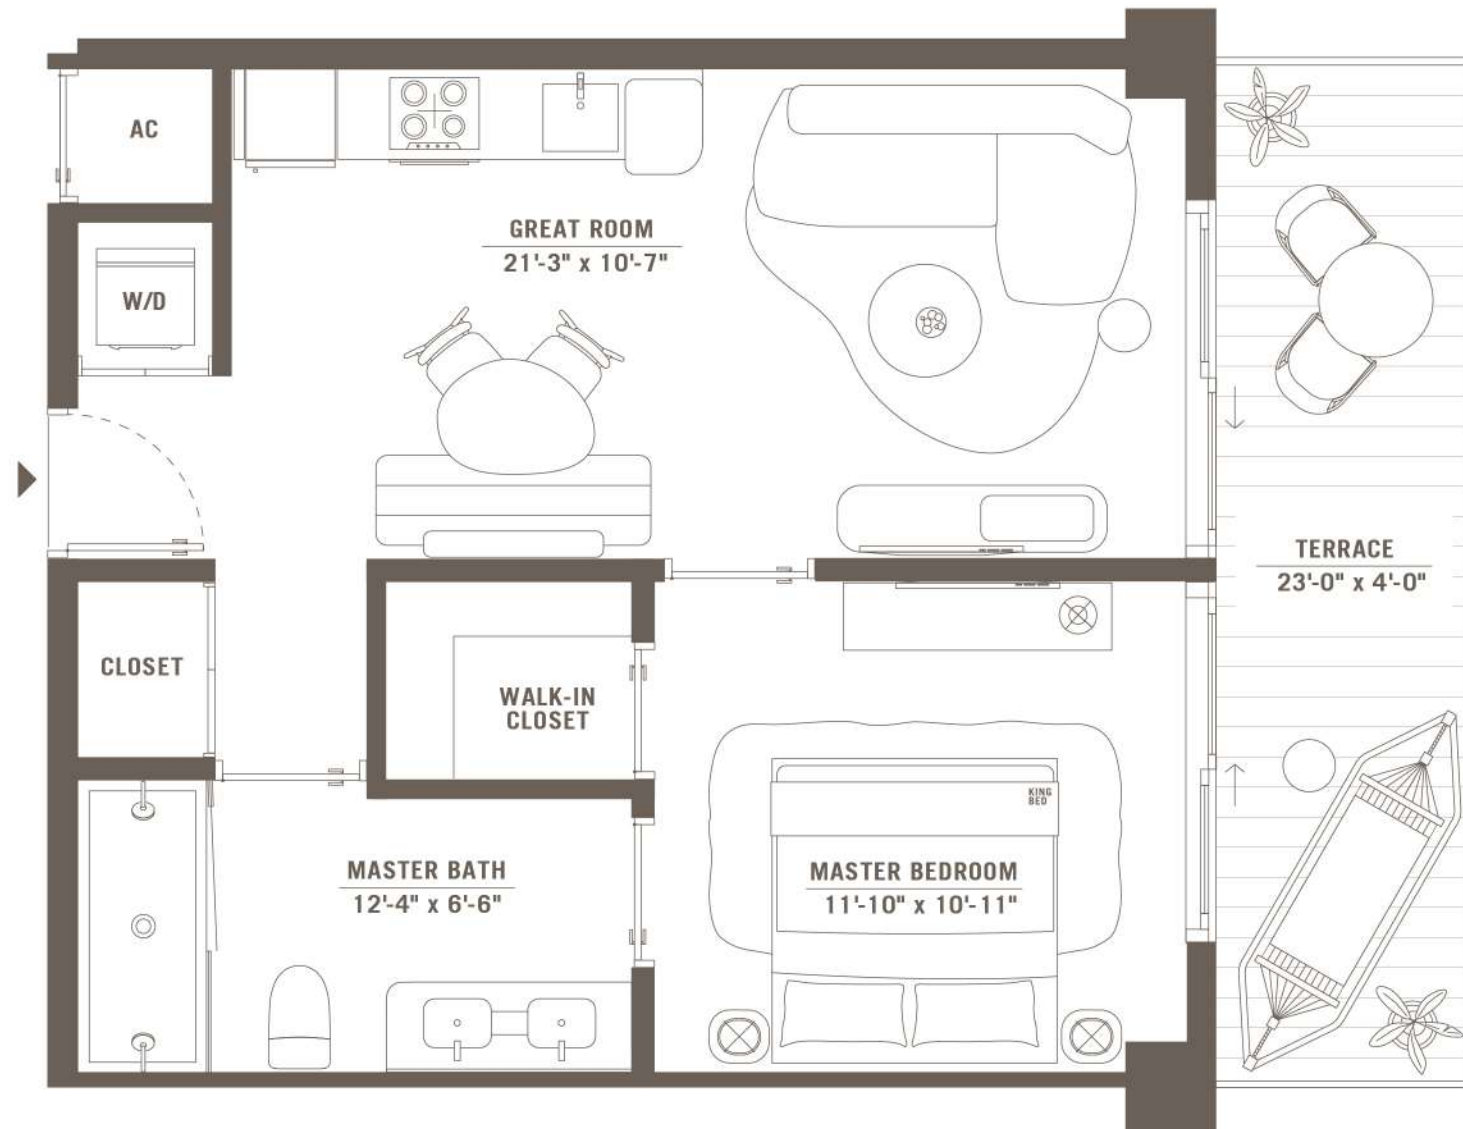 AC
GREAT ROOM
21'-3" x 10'-7"
W/D
TERRACE
23'-0" x 4'-0"
CLOSET
WALK-IN
CLOSET
KING
BED
MASTER BATH
12'-4" x 6'-6"
MASTER BEDROOM
11'-10" x 10'-11"